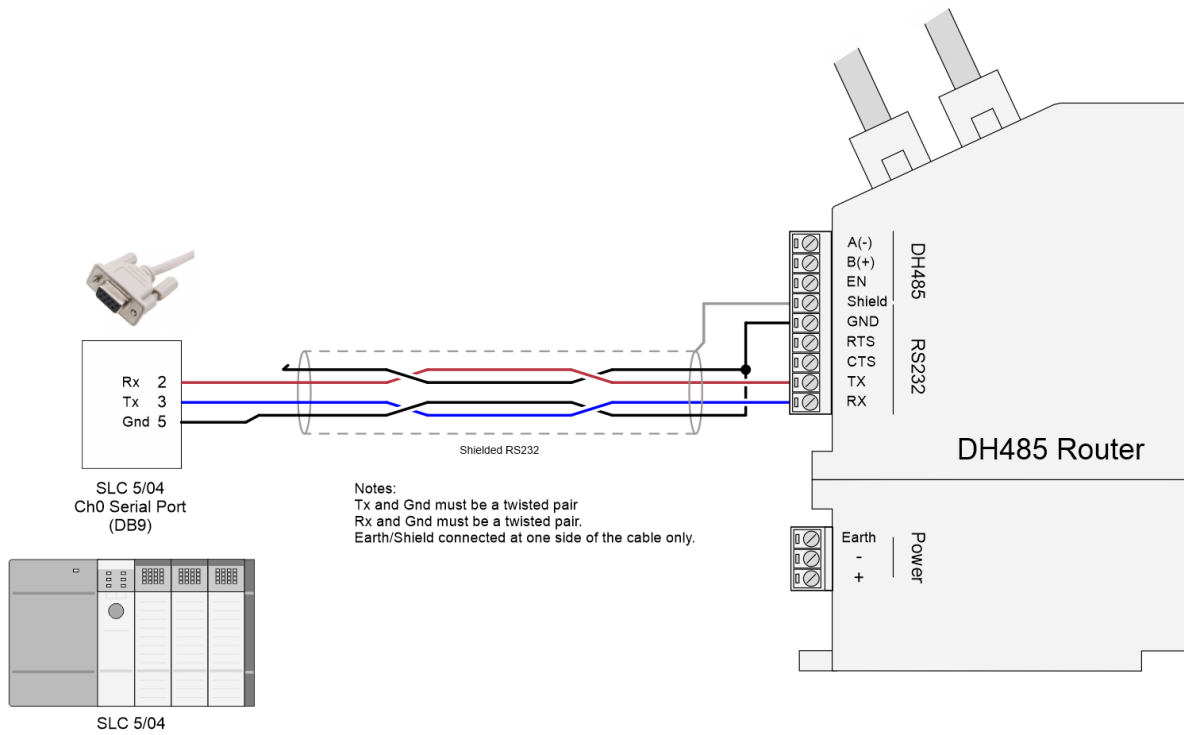 A(-)
B(+)
EN
Shield
GND
RTS
CTS
TX
RX
DH485
RS232
DH485 Router
Rx 2
Tx 3
Gnd 5
Shielded RS232
SLC 5/04
Ch0 Serial Port
(DB9)
Notes:
Tx and Gnd must be a twisted pair
Rx and Gnd must be a twisted pair.
Earth/Shield connected at one side of the cable only.
Earth
-
+
Power
SLC 5/04